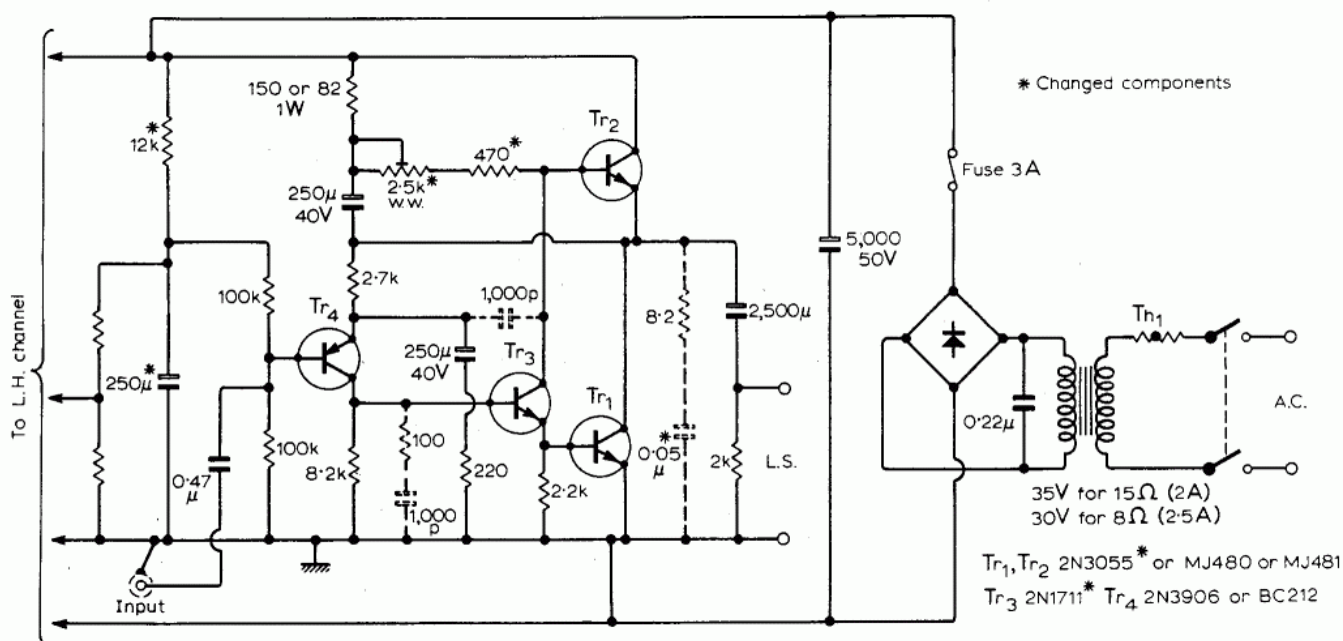 To L.H. channel
12k*
250μ*
0·47
μ
Input
100k
100k
150 or 82
1W
250μ
40V
2·5k*
w.w.
470*
Tr2
2·7k
Tr4
8·2k
100
1,000
p
1,000p
250μ
40V
220
Tr3
2·2k
Tr1
8·2
*
0·05
μ
2,500μ
2k
L.S.
5,000
50V
* Changed components
Fuse 3A
0·22μ
Th1
A.C.
35V for 15Ω (2A)
30V for 8Ω (2·5A)
Tr1, Tr2 2N3055* or MJ480 or MJ481
Tr3 2N1711* Tr4 2N3906 or BC212